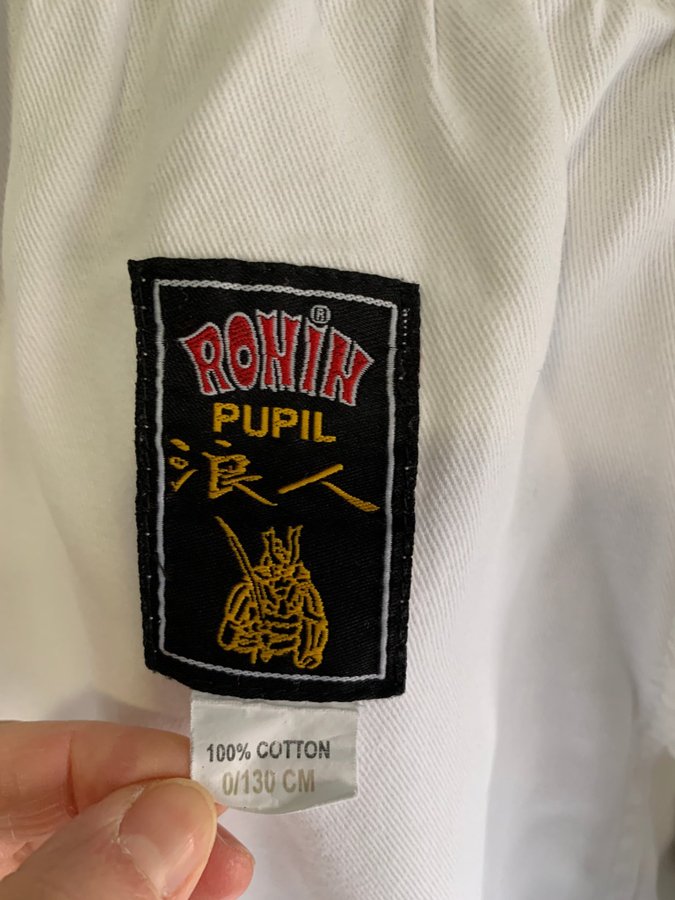 RONIN®
PUPIL
浪人
100% COTTON
0/130 CM